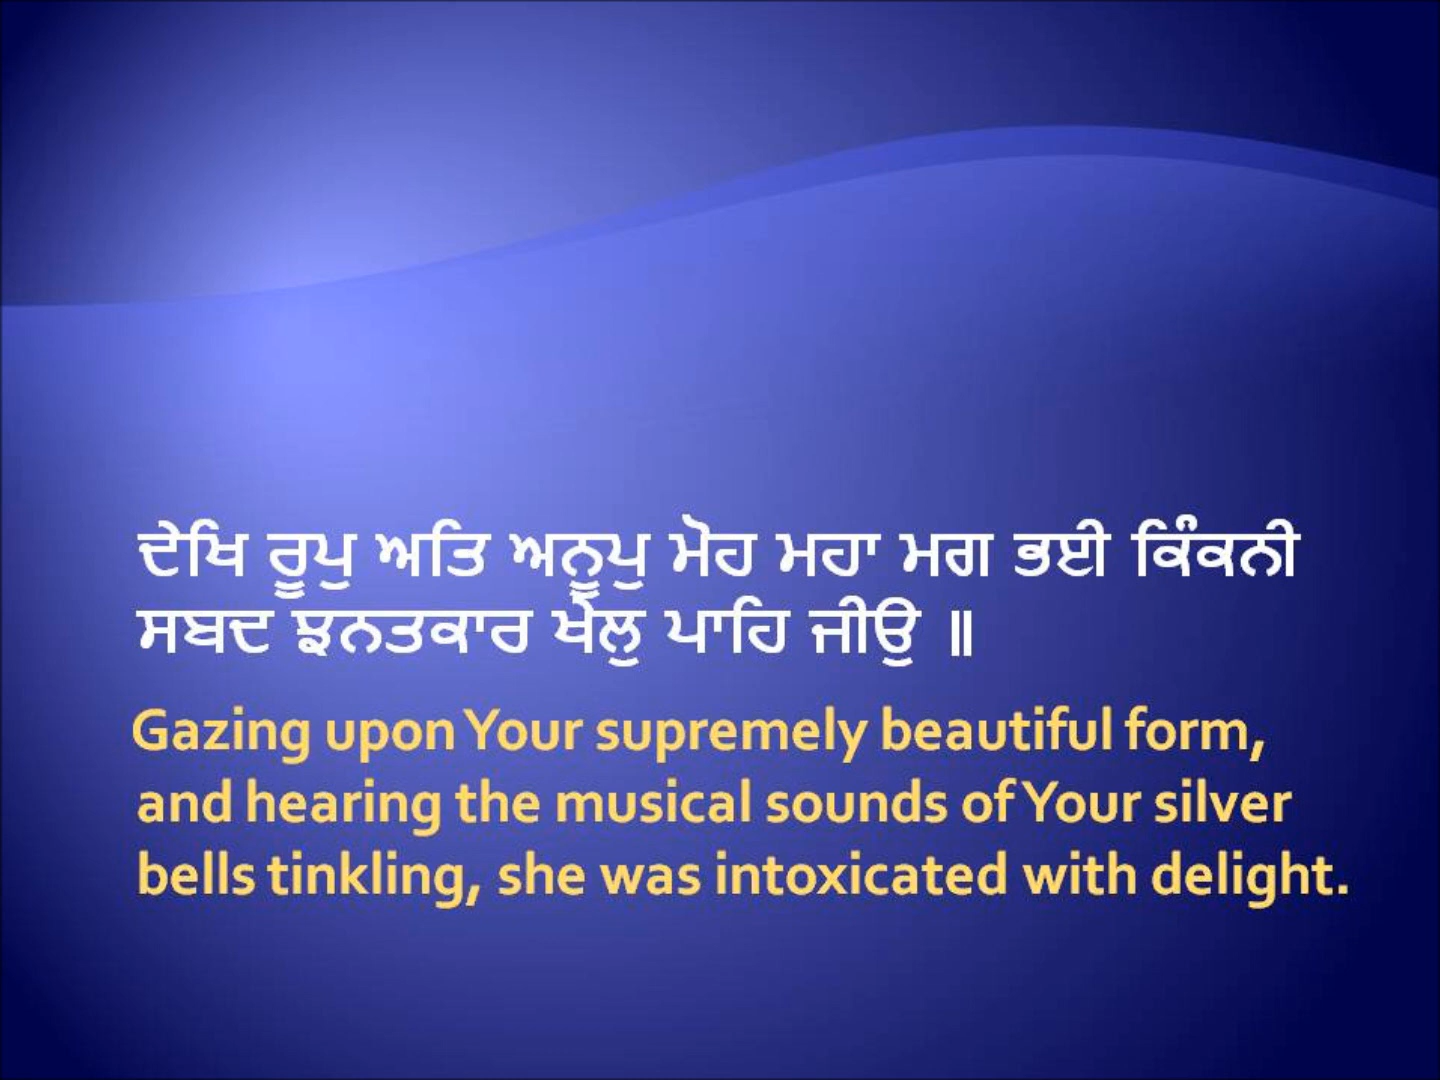 ਦੇਖਿ ਰੂਪੁ ਅਤਿ ਅਨੂਪੁ ਮੋਹ ਮਹਾ ਮਗ ਭਈ ਕਿੰਕਨੀ
ਸਬਦ ਝਨਤਕਾਰ ਖੇਲੁ ਪਾਹਿ ਜੀਉ ॥
Gazing upon Your supremely beautiful form,
and hearing the musical sounds of Your silver
bells tinkling, she was intoxicated with delight.